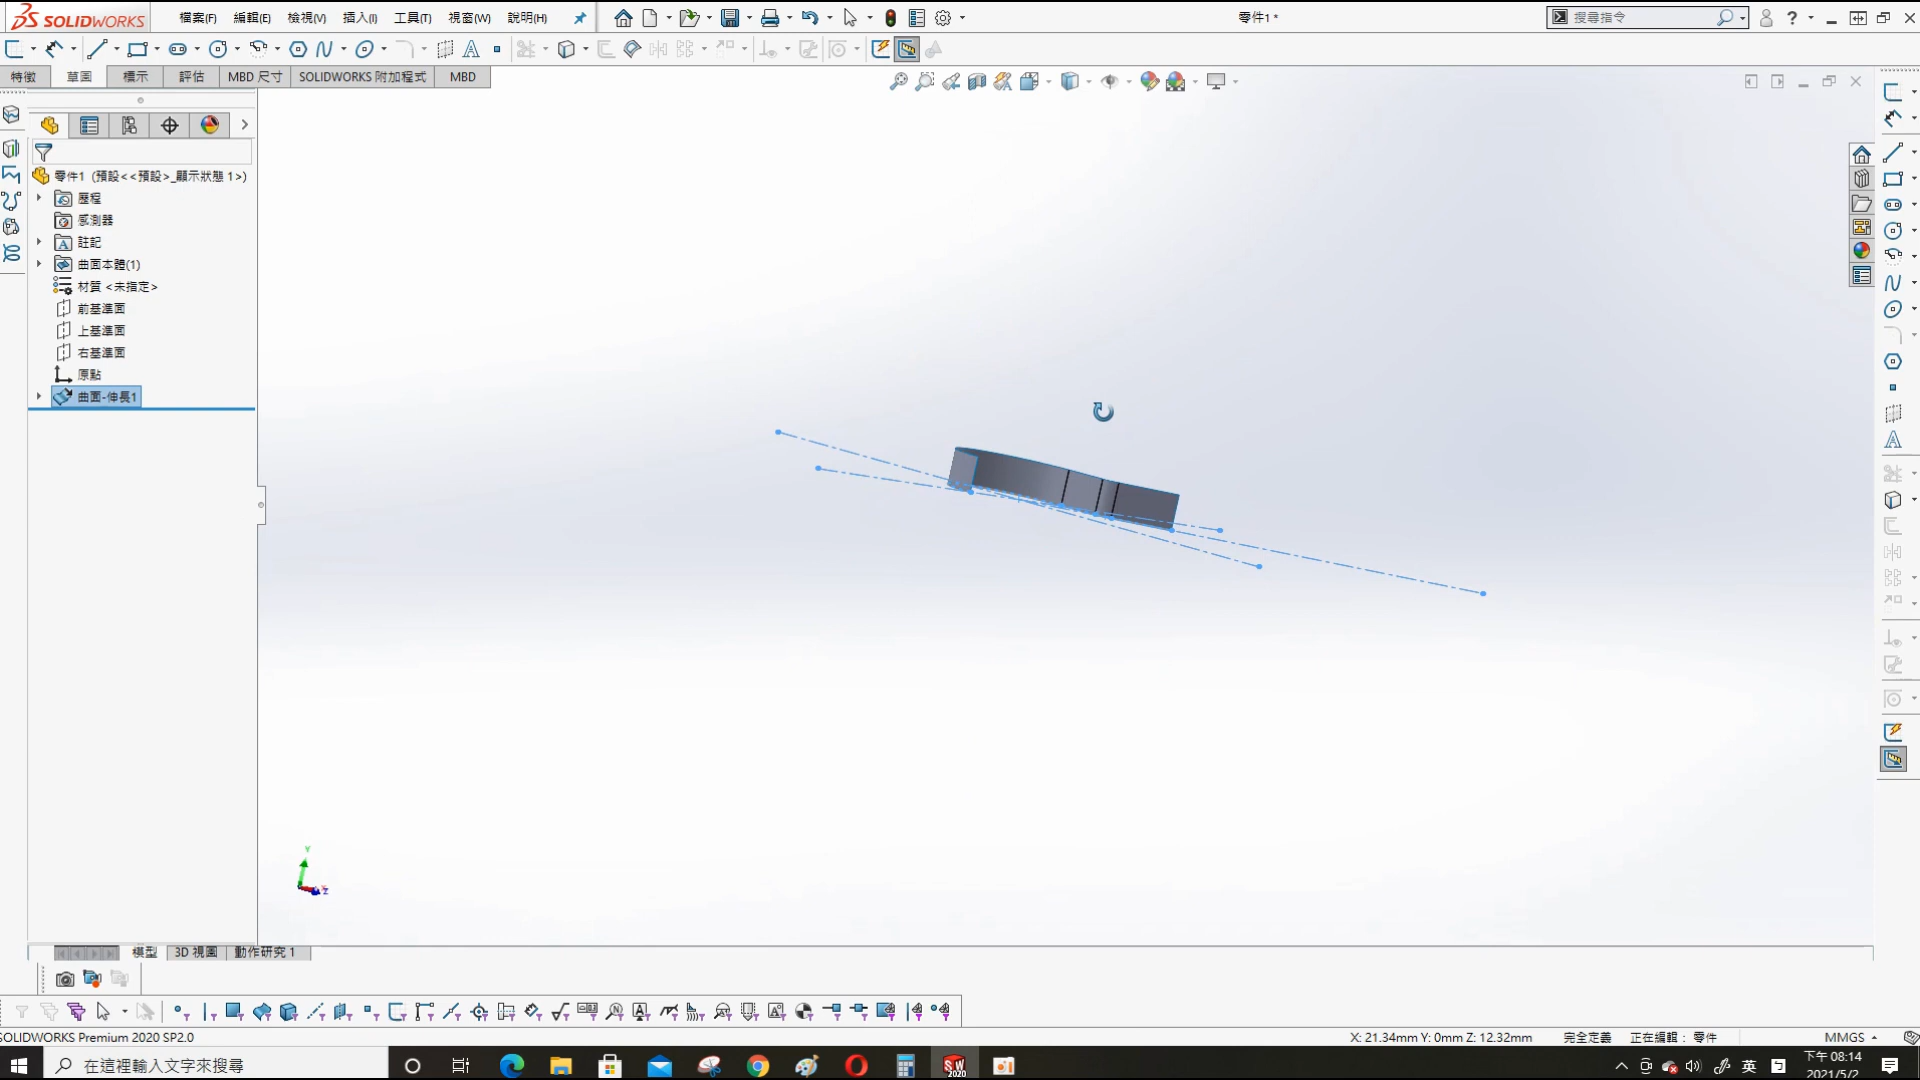 SOLIDWORKS 檔案(F) 編輯(E) 檢視(V) 插入(I) 工具(T) 視窗(W) 說明(H) 零件1 * 搜尋指令
特徵 草圖 標示 評估 MBD 尺寸 SOLIDWORKS 附加程式 MBD
零件1 (預設<<預設>_顯示狀態 1>)
歷程
感測器
註記
曲面本體(1)
材質 <未指定>
前基準面
上基準面
右基準面
原點
曲面-伸長1
Y
Z
模型 3D 視圖 動作研究 1
SOLIDWORKS Premium 2020 SP2.0 X: 21.34mm Y: 0mm Z: 12.32mm 完全定義 正在編輯： 零件 MMGS
在這裡輸入文字來搜尋 SW 2020 英 下午 08:14
2021/5/2